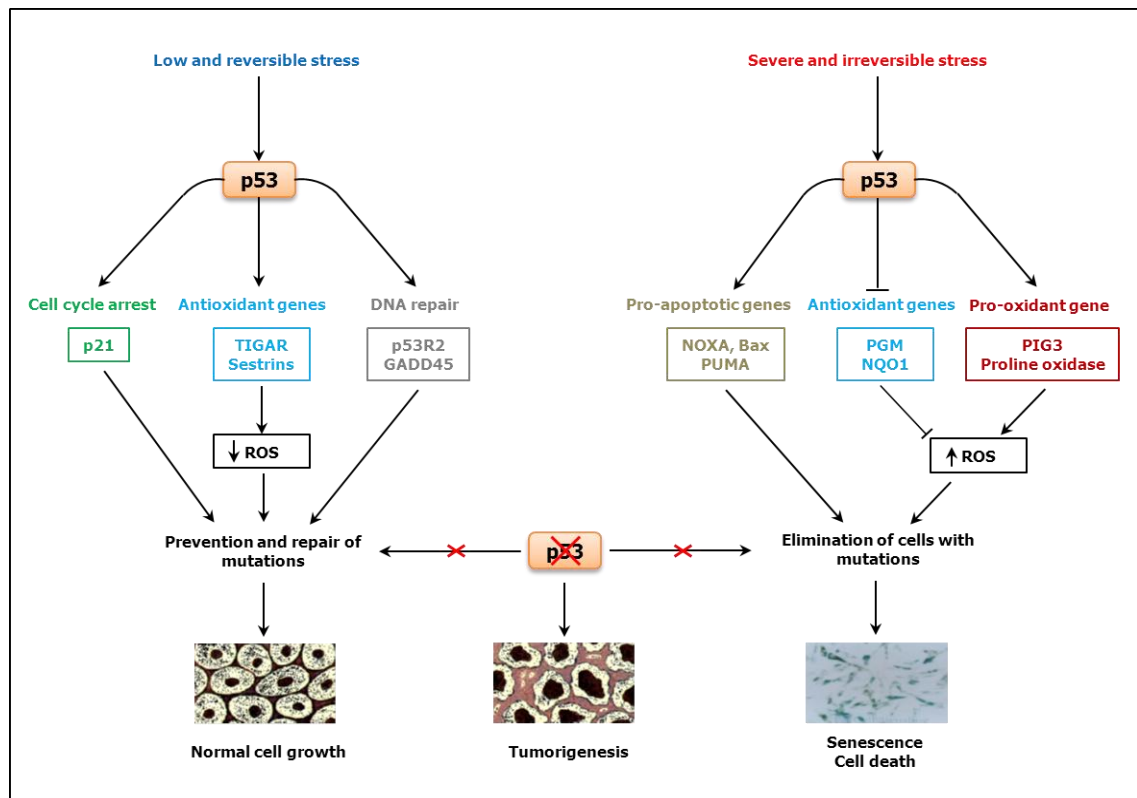 Low and reversible stress
Severe and irreversible stress
p53
p53
Cell cycle arrest
Antioxidant genes
DNA repair
Pro-apoptotic genes
Antioxidant genes
Pro-oxidant gene
p21
TIGAR
Sestrins
p53R2
GADD45
NOXA, Bax
PUMA
PGM
NQO1
PIG3
Proline oxidase
ROS
ROS
Prevention and repair of
mutations
p53
Elimination of cells with
mutations
Normal cell growth
Tumorigenesis
Senescence
Cell death